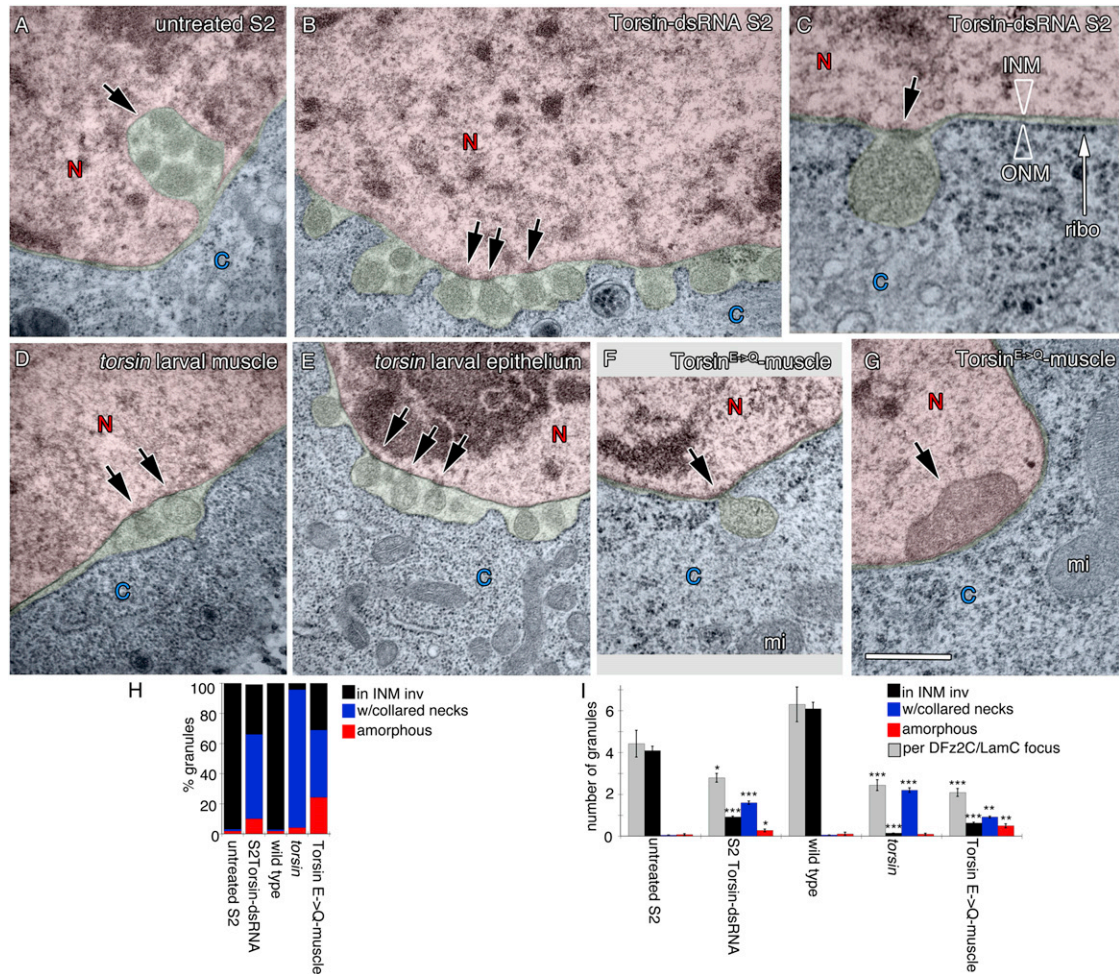 A untreated S2
N
C
B Torsin-dsRNA S2
N
C
C Torsin-dsRNA S2
N
INM
ONM
ribo
C
D torsin larval muscle
N
C
E torsin larval epithelium
N
C
F TorsinE->Q-muscle
N
C
mi
G TorsinE->Q-muscle
N
C
mi
H
100
80
60
40
20
0
% granules
untreated S2
S2Torsin-dsRNA
wild type
torsin
Torsin E->Q-muscle
in INM inv
w/collared necks
amorphous
I
6
4
2
0
number of granules
* *** *
*** *** ***
*** *** ** **
untreated S2
S2 Torsin-dsRNA
wild type
torsin
Torsin E->Q-muscle
in INM inv
w/collared necks
amorphous
per DFz2C/LamC focus